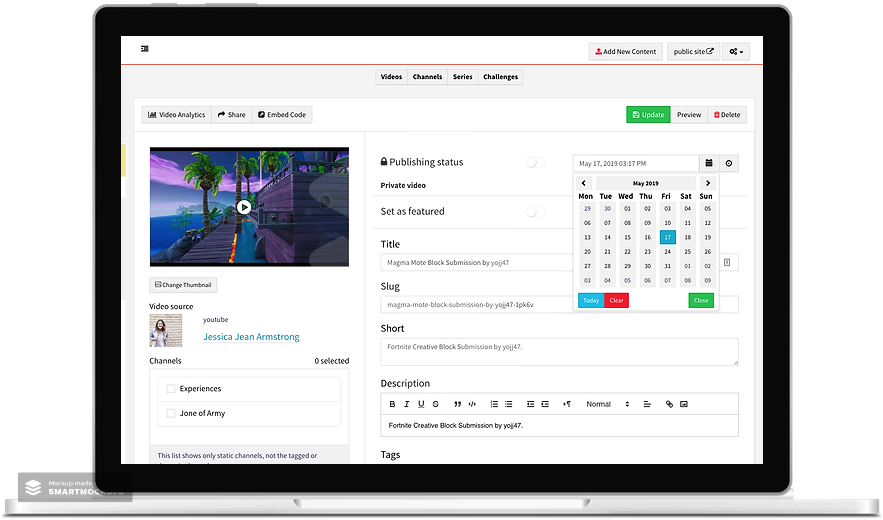 Add New Content
public site
Videos
Channels
Series
Challenges
Video Analytics
Share
Embed Code
Update
Preview
Delete
Publishing status
May 17, 2019 03:17 PM
Private video
Set as featured
May 2019
Mon Tue Wed Thu Fri Sat Sun
29 30 01 02 03 04 05
06 07 08 09 10 11 12
13 14 15 16 17 18 19
20 21 22 23 24 25 26
27 28 29 30 31 01 02
03 04 05 06 07 08 09
Today
Clear
Close
Change Thumbnail
Video source
youtube
Jessica Jean Armstrong
Channels
0 selected
Experiences
Jone of Army
This list shows only static channels, not the tagged or
Title
Magma Mote Block Submission by yojj47
Slug
magma-mote-block-submission-by-yojj47-1pk6v
Short
Fortnite Creative Block Submission by yojj47.
Description
B I U S
Normal
Fortnite Creative Block Submission by yojj47.
Tags
Mockup made
SMARTMOCKUPS